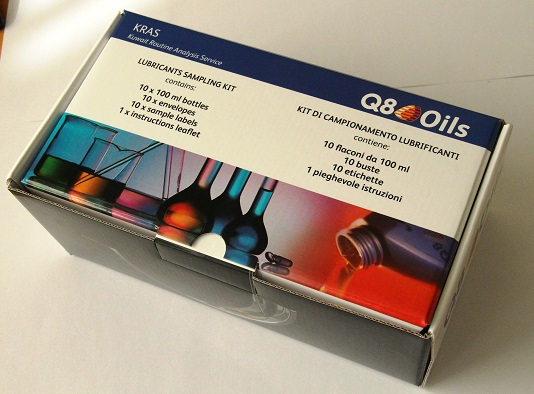 KRAS
Kuwait Routine Analysis Service
LUBRICANTS SAMPLING KIT
contains:
10 x 100 ml bottles
10 x envelopes
10 x sample labels
1 x instructions leaflet
Q8 Oils
KIT DI CAMPIONAMENTO LUBRIFICANTI
contiene:
10 flaconi da 100 ml
10 buste
10 etichette
1 pieghevole istruzioni